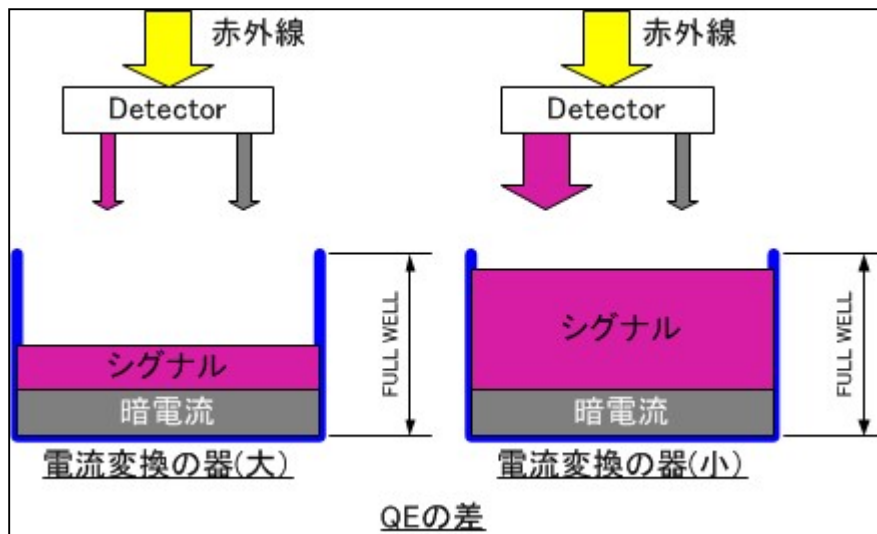 赤外線
Detector
シグナル
暗電流
FULL WELL
電流変換の器(大)
赤外線
Detector
シグナル
暗電流
FULL WELL
電流変換の器(小)
QEの差